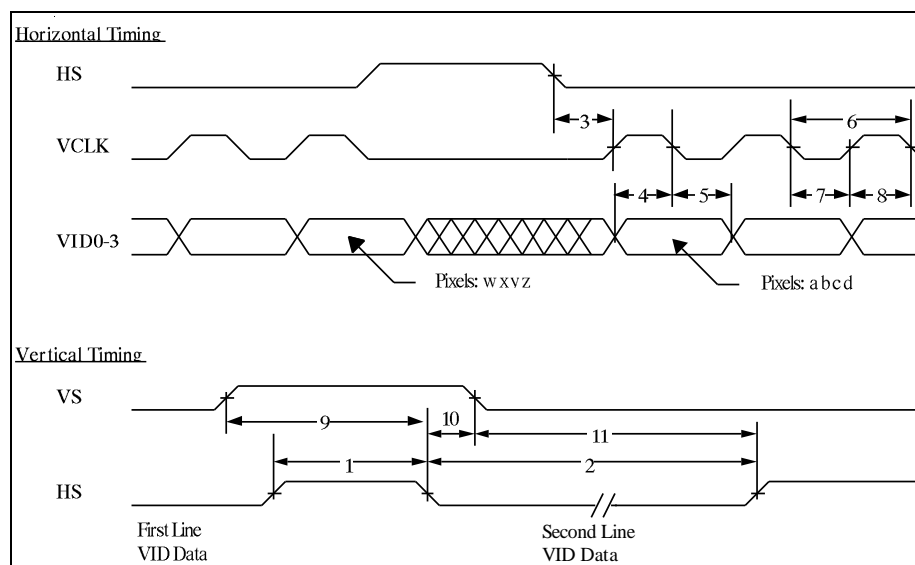 Horizontal Timing
HS
3
6
VCLK
4
5
7
8
VID0-3
Pixels: w x v z
Pixels: a b c d
Vertical Timing
VS
9
10
11
1
2
HS
First Line
VID Data
Second Line
VID Data